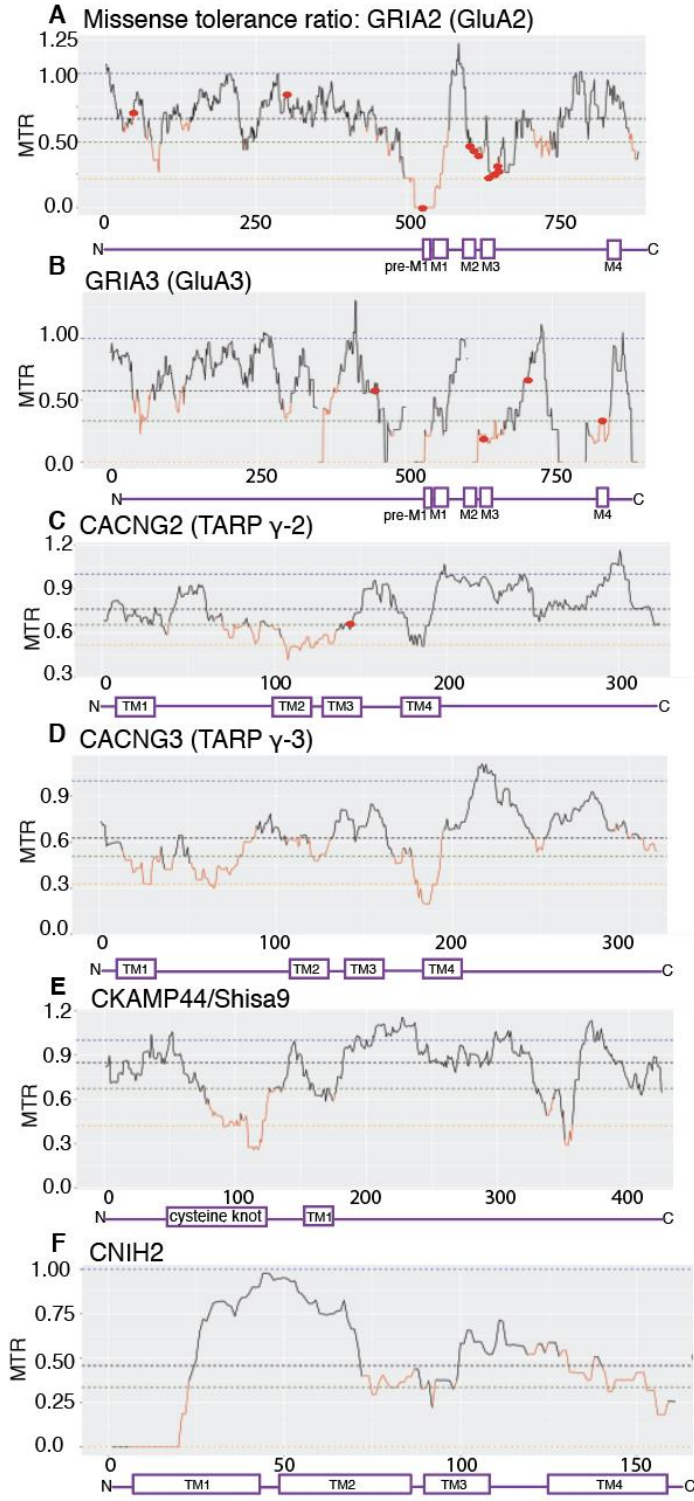 A
Missense tolerance ratio: GRIA2 (GluA2)
1.25
1.00
0.50
0.0
MTR
0 250 500 750
N C
pre-M1 M1 M2 M3 M4
B
GRIA3 (GluA3)
1.00
0.50
0.0
MTR
0 250 500 750
N C
pre-M1 M1 M2 M3 M4
C CACNG2 (TARP γ-2)
1.2
0.9
0.6
0.3
MTR
0 100 200 300
N TM1 TM2 TM3 TM4 C
D CACNG3 (TARP γ-3)
0.9
0.6
0.3
0.0
MTR
0 100 200 300
N TM1 TM2 TM3 TM4 C
E CKAMP44/Shisa9
1.2
0.9
0.6
0.3
0.0
MTR
0 100 200 300 400
N cysteine knot TM1 C
F CNIH2
1.00
0.75
0.50
0.25
0.0
MTR
0 50 100 150
N TM1 TM2 TM3 TM4 C